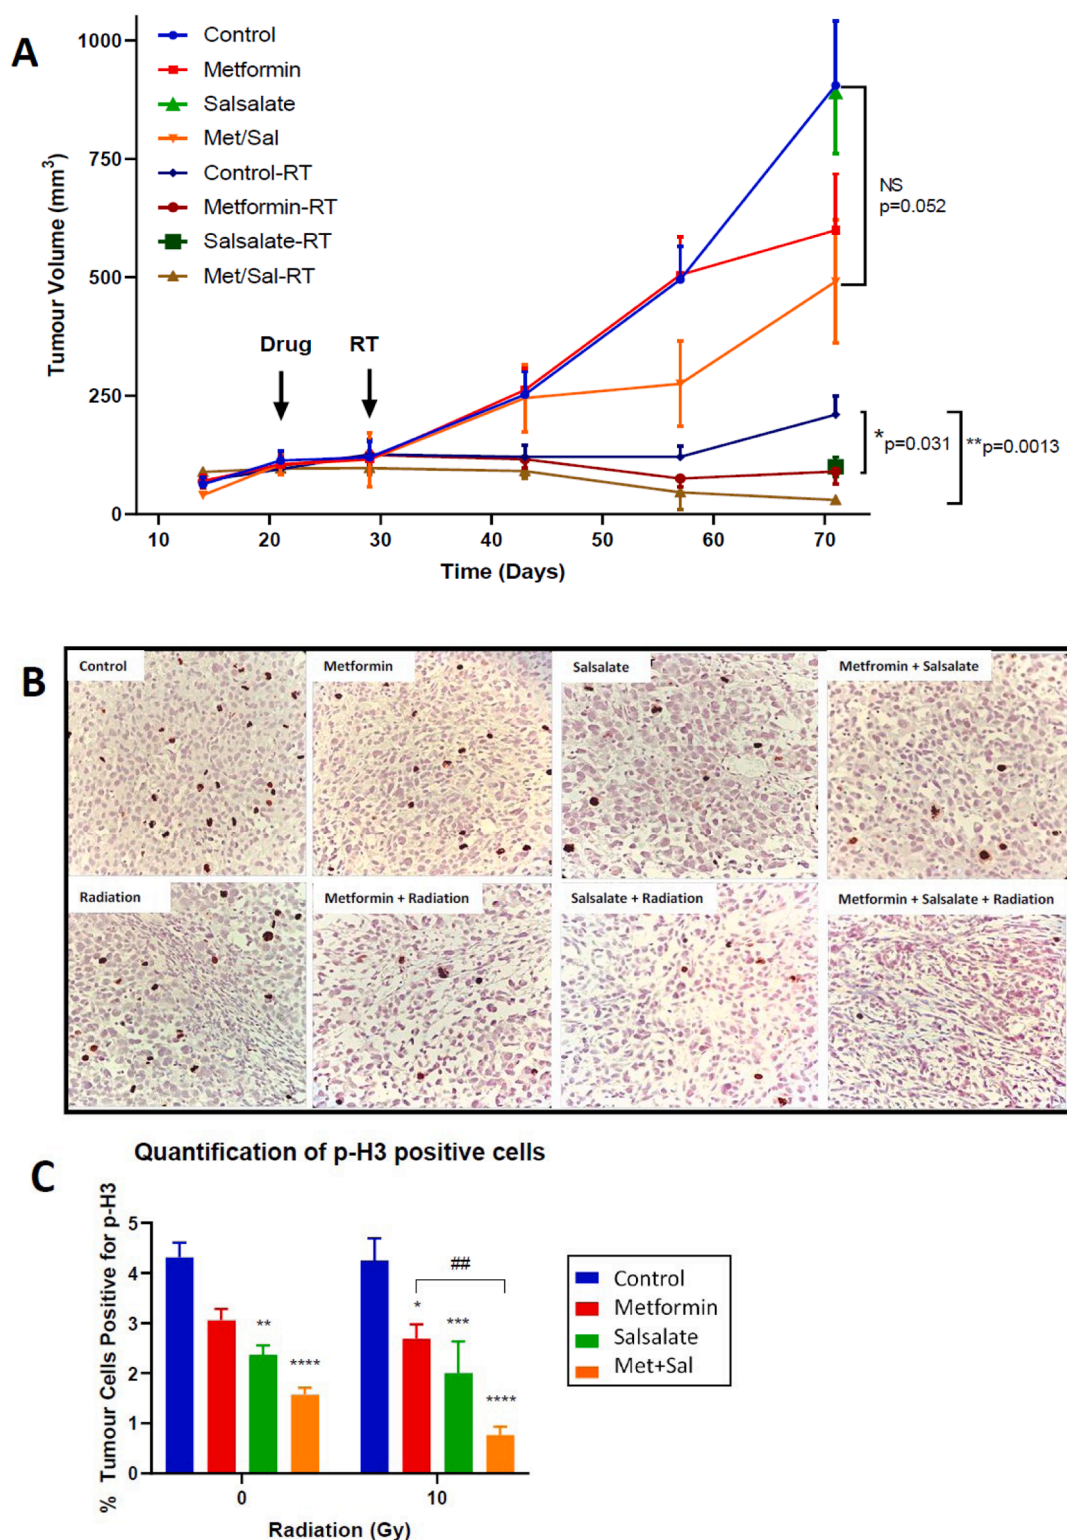 A
Control
Metformin
Salsalate
Met/Sal
Control-RT
Metformin-RT
Salsalate-RT
Met/Sal-RT
Tumour Volume (mm³)
1000
750
500
250
0
Drug
RT
NS
p=0.052
*p=0.031
**p=0.0013
10
20
30
40
50
60
70
Time (Days)
B
Control
Metformin
Salsalate
Metfromin + Salsalate
Radiation
Metformin + Radiation
Salsalate + Radiation
Metformin + Salsalate + Radiation
C
Quantification of p-H3 positive cells
% Tumour Cells Positive for p-H3
5
4
3
2
1
0
**
****
*
***
****
##
0
10
Radiation (Gy)
Control
Metformin
Salsalate
Met+Sal